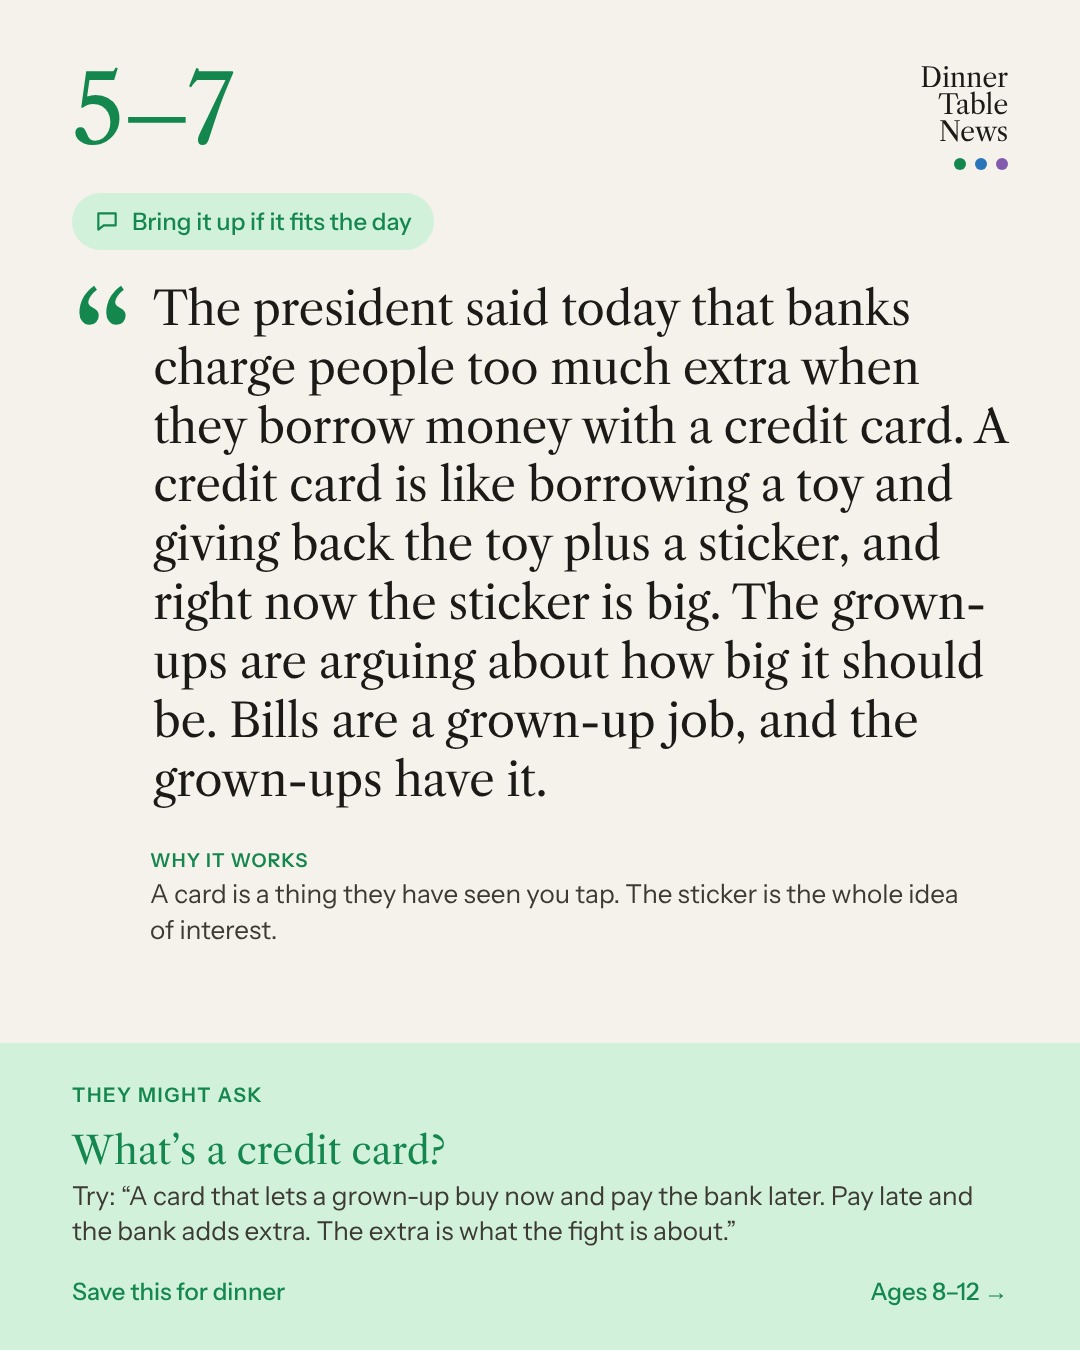 5–7
Dinner
Table
News
Bring it up if it fits the day
“ The president said today that banks
charge people too much extra when
they borrow money with a credit card. A
credit card is like borrowing a toy and
giving back the toy plus a sticker, and
right now the sticker is big. The grown-
ups are arguing about how big it should
be. Bills are a grown-up job, and the
grown-ups have it.
WHY IT WORKS
A card is a thing they have seen you tap. The sticker is the whole idea
of interest.
THEY MIGHT ASK
What’s a credit card?
Try: “A card that lets a grown-up buy now and pay the bank later. Pay late and
the bank adds extra. The extra is what the fight is about.”
Save this for dinner
Ages 8–12 →